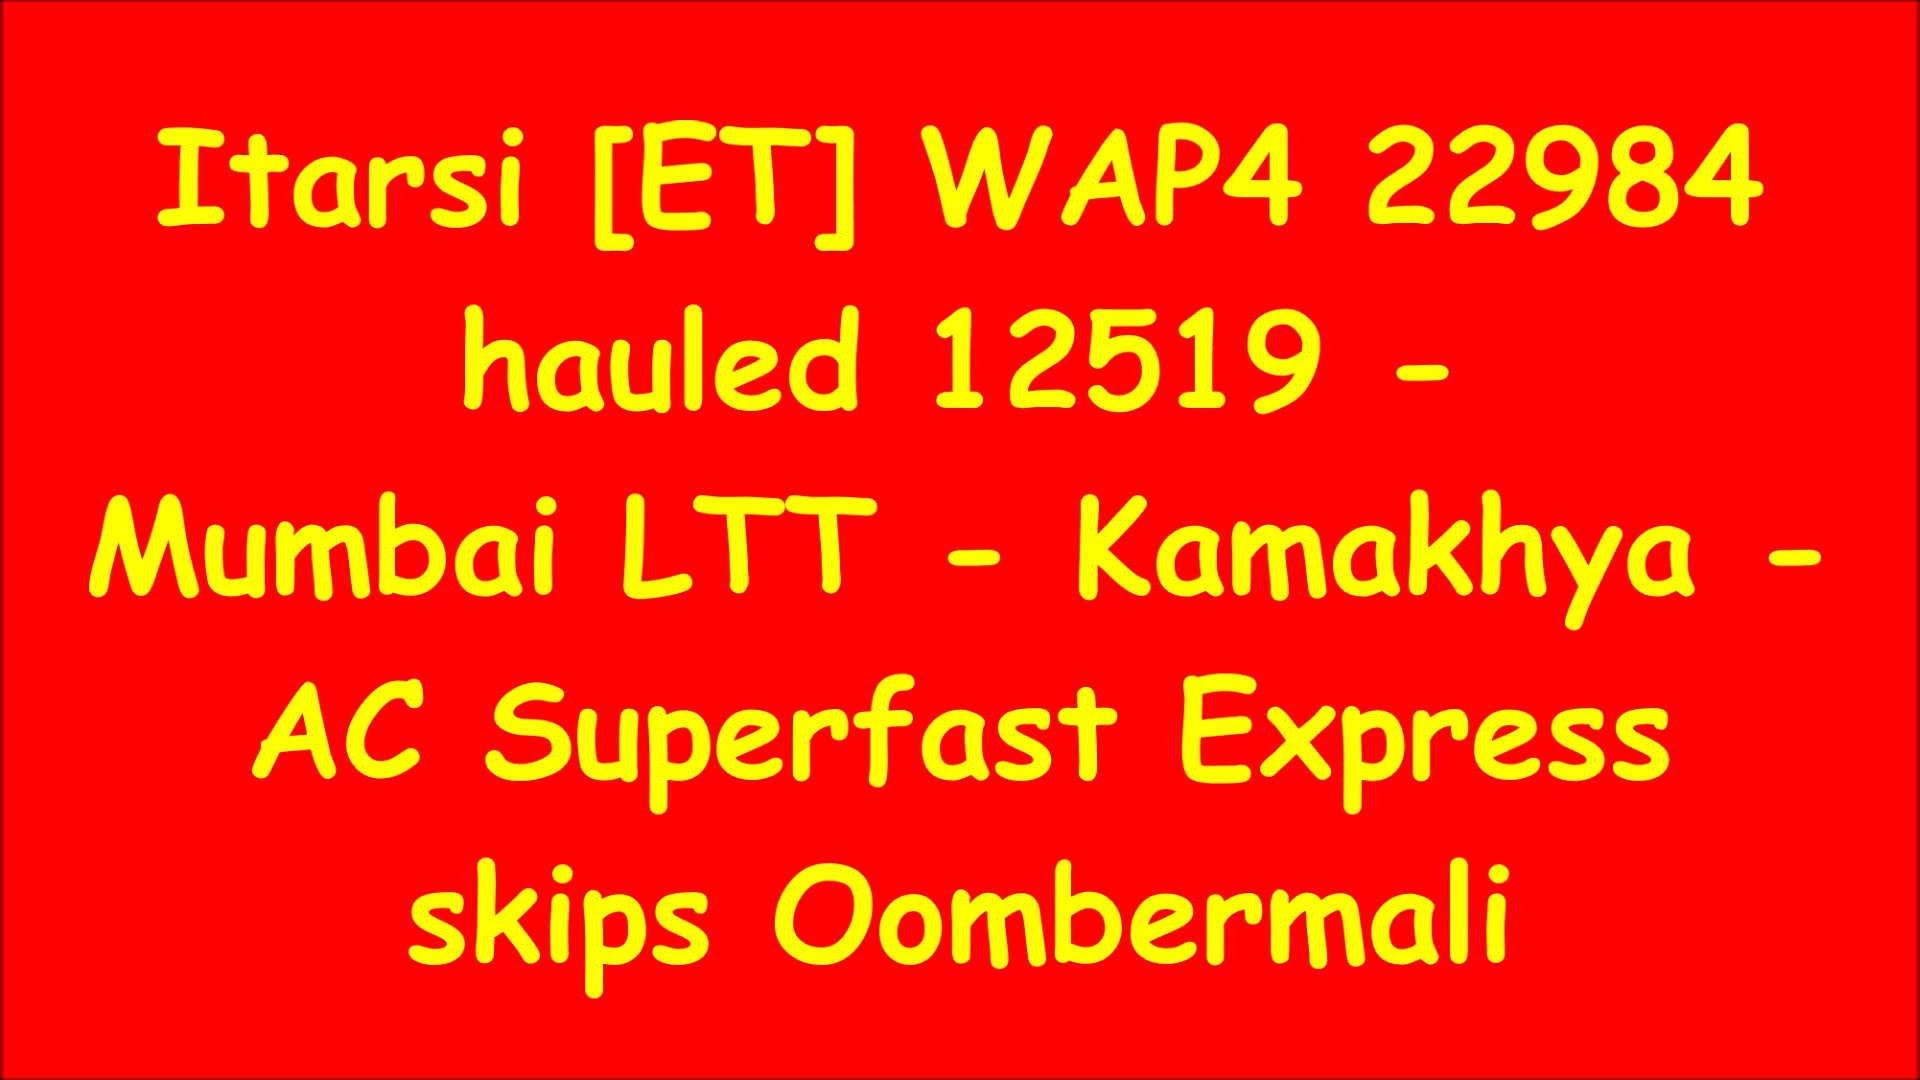 Itarsi [ET] WAP4 22984
hauled 12519 -
Mumbai LTT - Kamakhya -
AC Superfast Express
skips Oombermali